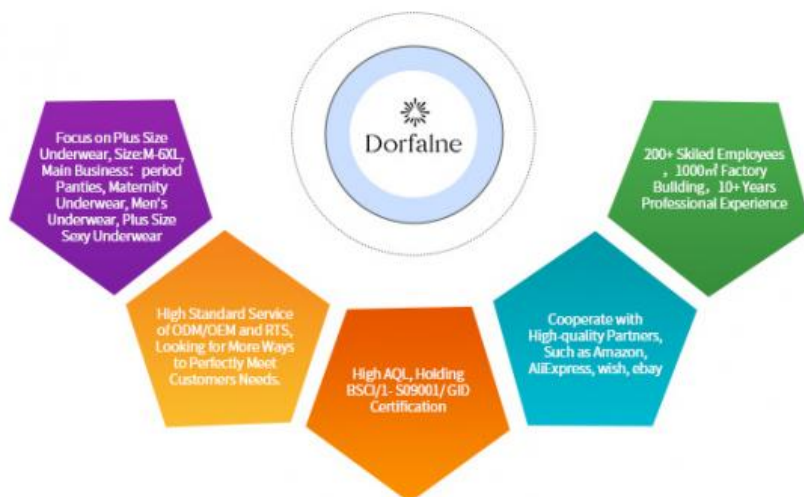 Dorfalne
Focus on Plus Size
Underwear, Size:M-6XL,
Main Business: period
Panties, Maternity
Underwear, Men's
Underwear, Plus Size
Sexy Underwear
High Standard Service
of ODM/OEM and RTS,
Looking for More Ways
to Perfectly Meet
Customers Needs.
High AQL, Holding
BSCI/1- S09001/ GID
Certification
Cooperate with
High-quality Partners,
Such as Amazon,
AliExpress, wish, ebay
200+ Skiled Employees
, 1000㎡ Factory
Building, 10+ Years
Professional Experience